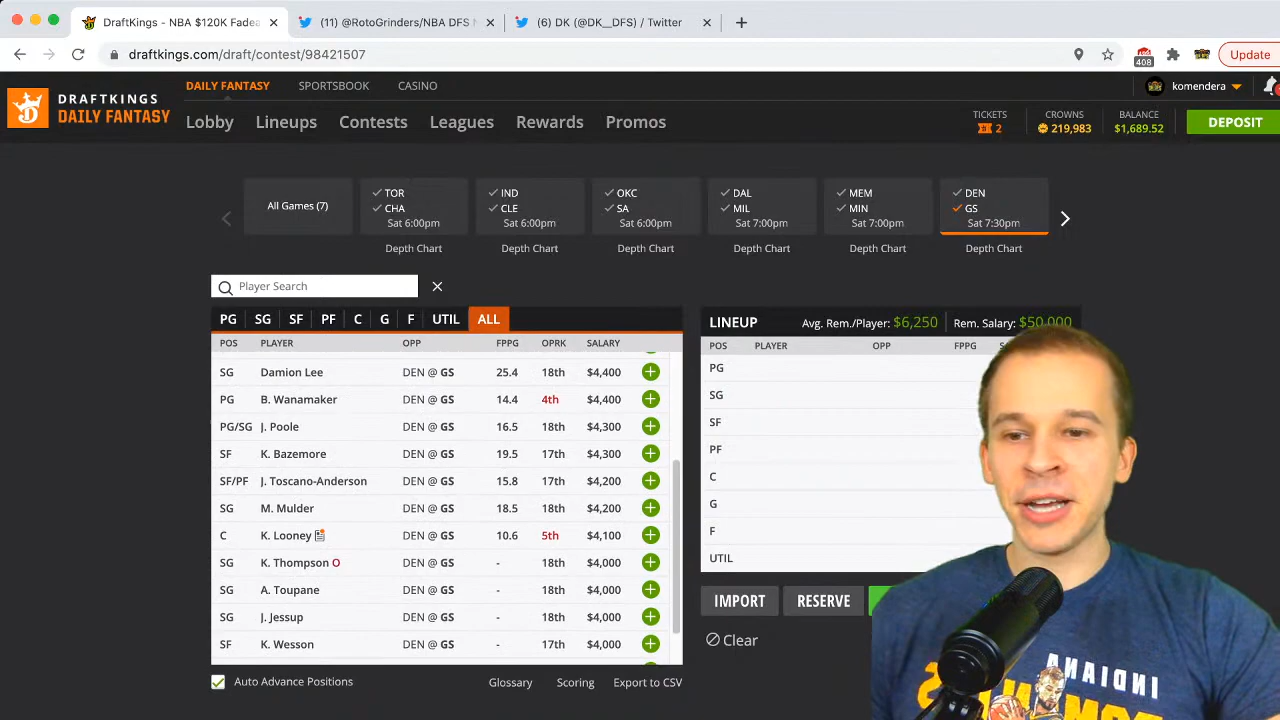 DraftKings - NBA $120K Fadea
(11) @RotoGrinders/NBA DFS
(6) DK (@DK__DFS) / Twitter
draftkings.com/draft/contest/98421507
408
Update
DRAFTKINGS
DAILY FANTASY
DAILY FANTASY SPORTSBOOK CASINO
komendera
Lobby Lineups Contests Leagues Rewards Promos
TICKETS
2
CROWNS
219,983
BALANCE
$1,689.52
DEPOSIT
All Games (7)
TOR
CHA
Sat 6:00pm
Depth Chart
IND
CLE
Sat 6:00pm
Depth Chart
OKC
SA
Sat 6:00pm
Depth Chart
DAL
MIL
Sat 7:00pm
Depth Chart
MEM
MIN
Sat 7:00pm
Depth Chart
DEN
GS
Sat 7:30pm
Depth Chart
Player Search
PG SG SF PF C G F UTIL ALL
POS PLAYER OPP FPPG OPRK SALARY
SG Damion Lee DEN @ GS 25.4 18th $4,400
PG B. Wanamaker DEN @ GS 14.4 4th $4,400
PG/SG J. Poole DEN @ GS 16.5 18th $4,300
SF K. Bazemore DEN @ GS 19.5 17th $4,300
SF/PF J. Toscano-Anderson DEN @ GS 15.8 17th $4,200
SG M. Mulder DEN @ GS 18.5 18th $4,200
C K. Looney DEN @ GS 10.6 5th $4,100
SG K. Thompson O DEN @ GS - 18th $4,000
SG A. Toupane DEN @ GS - 18th $4,000
SG J. Jessup DEN @ GS - 18th $4,000
SF K. Wesson DEN @ GS - 17th $4,000
Auto Advance Positions
Glossary Scoring Export to CSV
LINEUP Avg. Rem./Player: $6,250 Rem. Salary: $50,000
POS PLAYER OPP FPPG
PG
SG
SF
PF
C
G
F
UTIL
IMPORT RESERVE
Clear
INDIANA